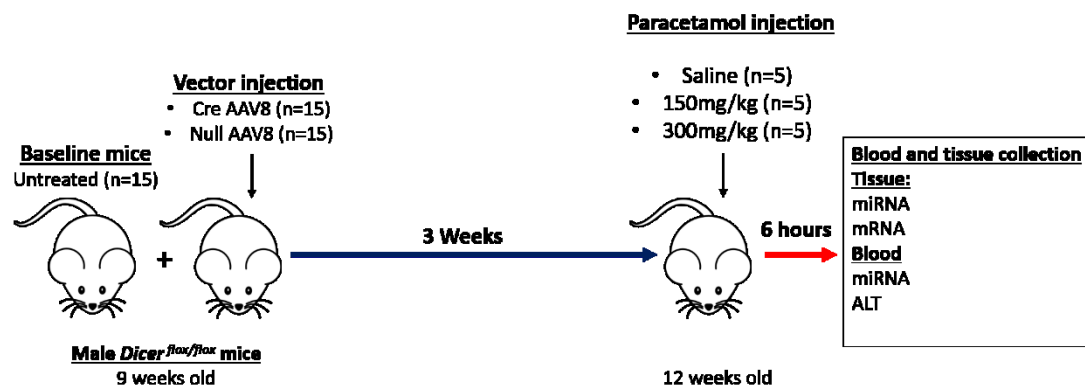 Paracetamol injection
• Saline (n=5)
• 150mg/kg (n=5)
• 300mg/kg (n=5)
Vector injection
• Cre AAV8 (n=15)
• Null AAV8 (n=15)
Baseline mice
Untreated (n=15)
+
3 Weeks
6 hours
Blood and tissue collection
Tissue:
miRNA
mRNA
Blood
miRNA
ALT
Male Dicer flox/flox mice
9 weeks old
12 weeks old